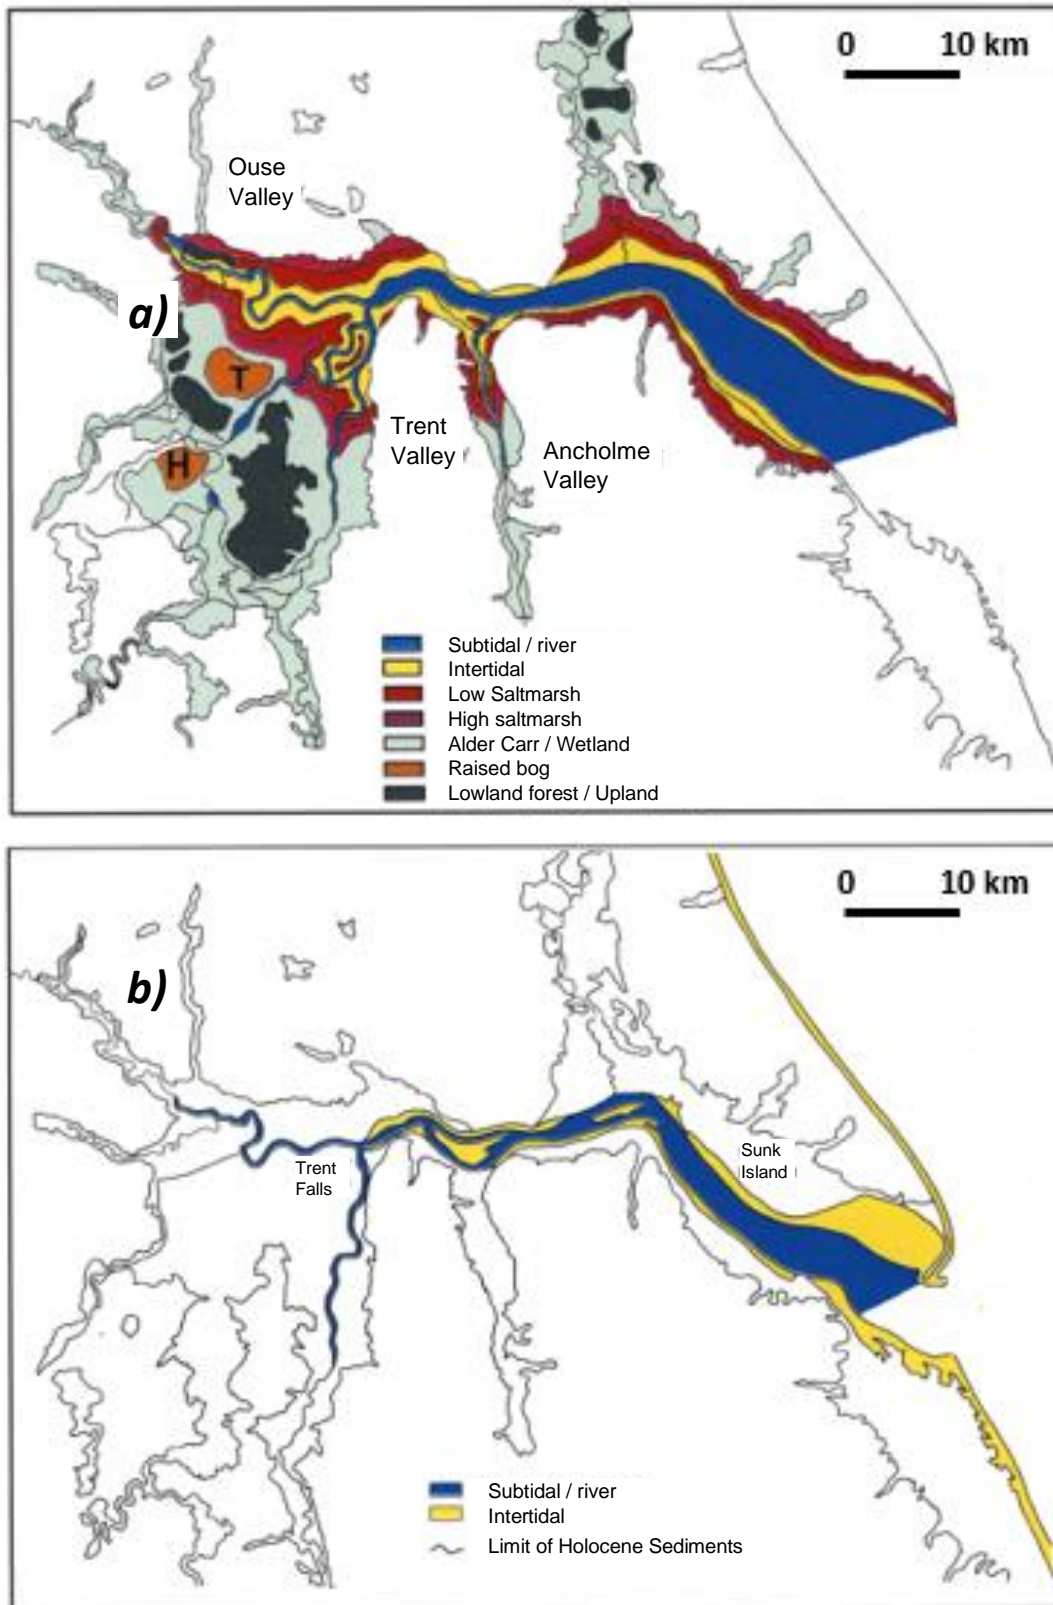 0 10 km
Ouse
Valley
a)
T
H
Trent
Valley
Ancholme
Valley
Subtidal / river
Intertidal
Low Saltmarsh
High saltmarsh
Alder Carr / Wetland
Raised bog
Lowland forest / Upland
0 10 km
b)
Sunk
Island
Trent
Falls
Subtidal / river
Intertidal
Limit of Holocene Sediments